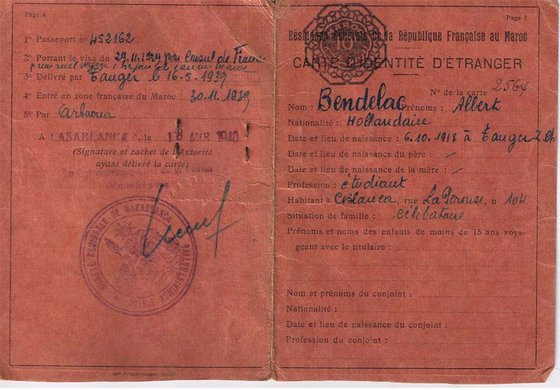 Page 4
1° Passeport n° 452162
2° Portant le visa du 29.11.1939 par Consul de France
3° Délivré par Tanger le 16.5.1939
4° Entré en zone française du Maroc 30.11.1939
5° Par Arbaoua
A CASABLANCA, le 1 AVR 1940
(Signature et cachet de l'autorité
ayant délivré la carte)
Page 1
Résidence Générale de la République Française au Maroc
CARTE D'IDENTITÉ D'ÉTRANGER
N° de la carte 2564
Nom : Bendelac Prénoms : Albert
Nationalité : Hollandaise
Date et lieu de naissance : 6.10.1918 à Tanger
Date et lieu de naissance du père : /
Date et lieu de naissance de la mère : /
Profession : étudiant
Habitant à Cablanca, rue La Pérouse, n° 104
Situation de famille : célibataire
Prénoms et noms des enfants de moins de 15 ans voya-
geant avec le titulaire :
Nom et prénoms du conjoint :
Nationalité :
Date et lieu de naissance du conjoint :
Profession du conjoint :